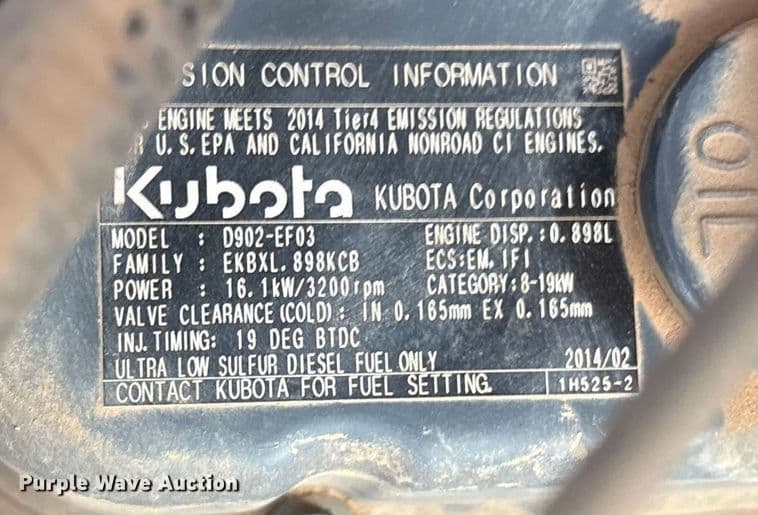 SION CONTROL INFORMATION
ENGINE MEETS 2014 Tier4 EMISSION REGULATIONS
R U.S.EPA AND CALIFORNIA NONROAD CI ENGINES.
Kubota KUBOTA Corporation
MODEL : D902-EF03 ENGINE DISP.:0.898L
FAMILY : EKBXL.898KCB ECS:EM,IFI
POWER : 16.1kW/3200rpm CATEGORY:8-19kW
VALVE CLEARANCE(COLD): IN 0.165mm EX 0.165mm
INJ.TIMING: 19 DEG BTDC
ULTRA LOW SULFUR DIESEL FUEL ONLY 2014/02
CONTACT KUBOTA FOR FUEL SETTING. 1H525-2
OIL
Purple Wave Auction